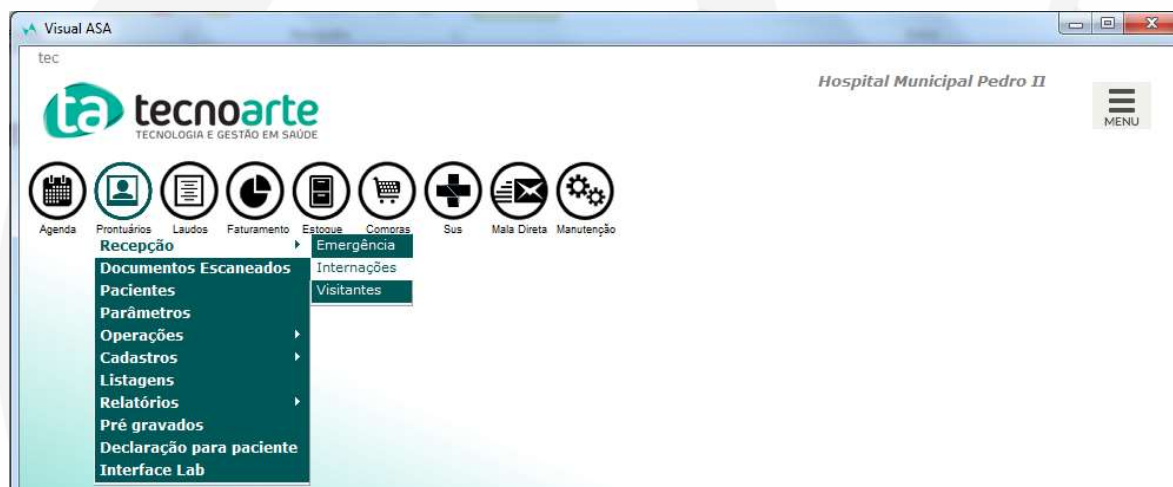 Visual ASA
tec
Hospital Municipal Pedro II
ta tecnoarte
TECNOLOGIA E GESTÃO EM SAÚDE
MENU
Agenda Prontuários Laudos Faturamento Estoque Compras Sus Mala Direta Manutenção
Recepção Emergência
Documentos Escaneados Internações
Pacientes Visitantes
Parâmetros
Operações
Cadastros
Listagens
Relatórios
Pré gravados
Declaração para paciente
Interface Lab